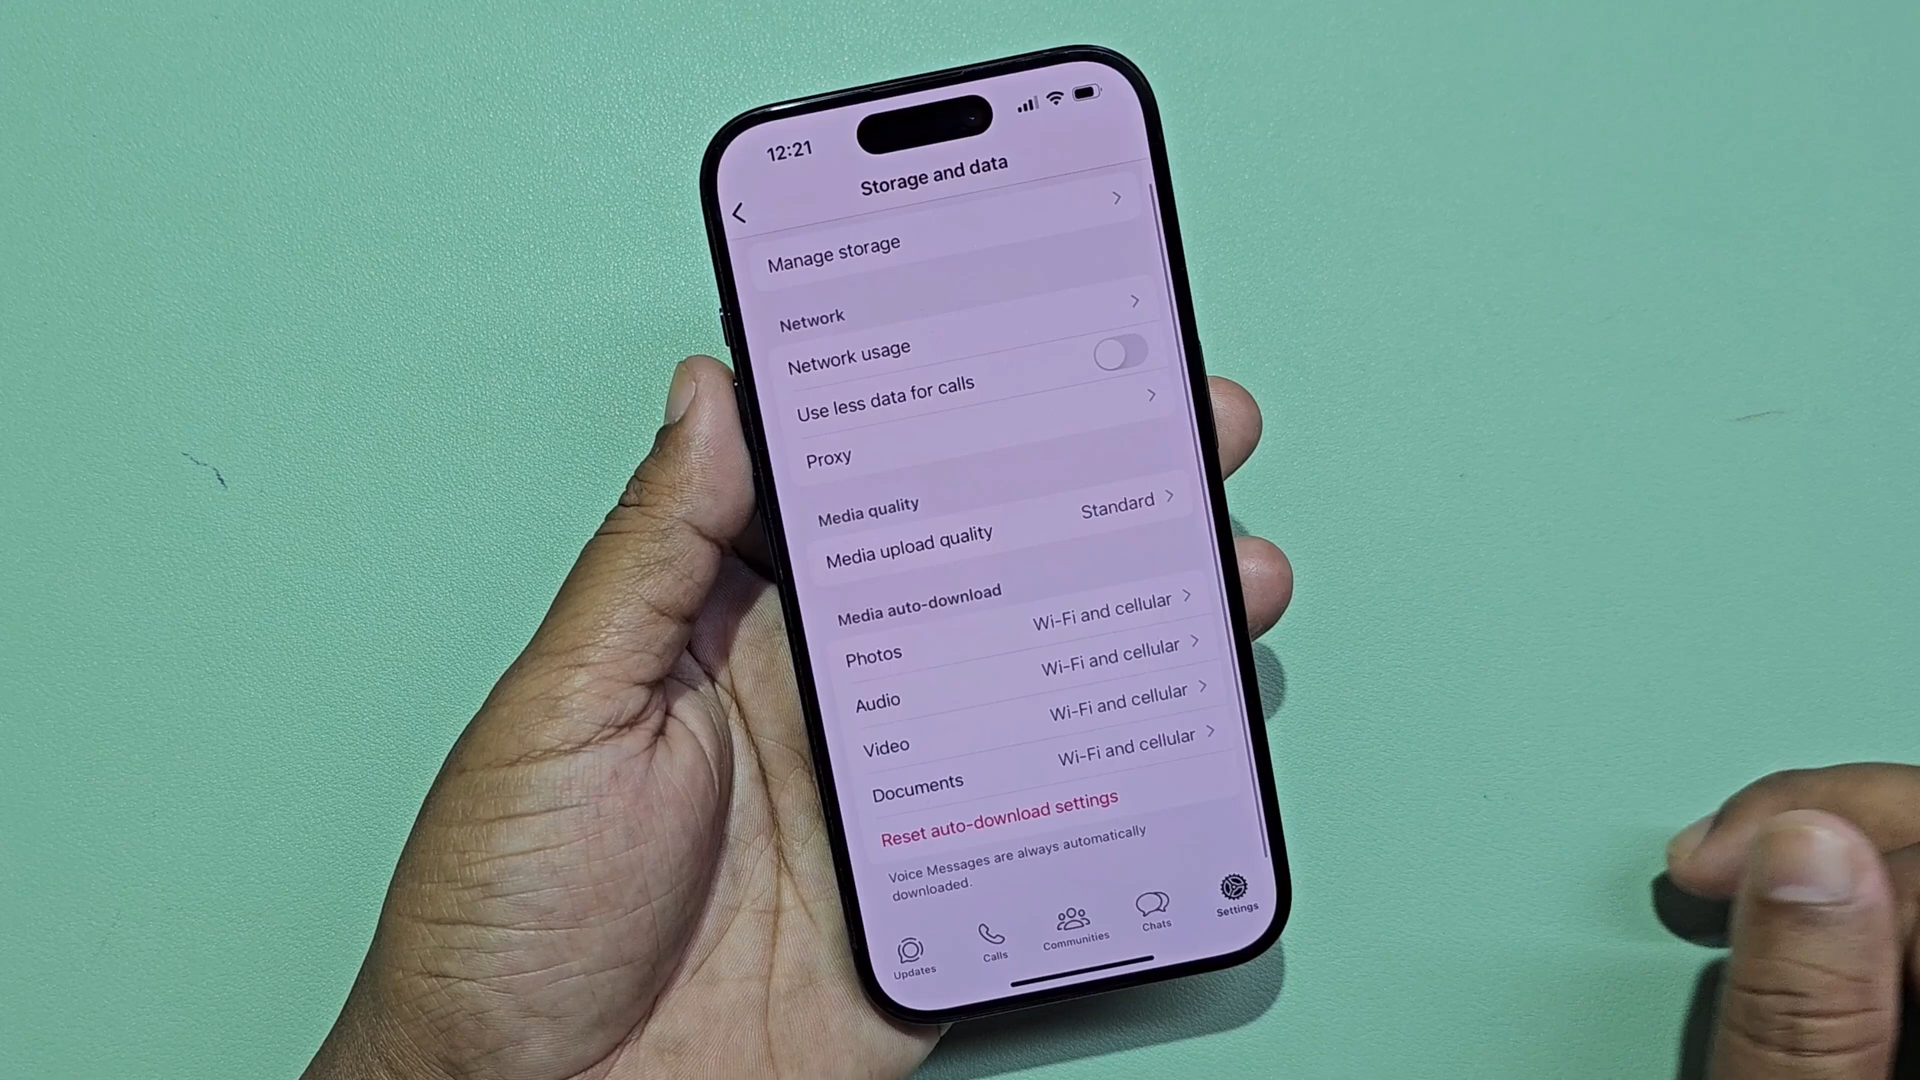 12:21
Storage and data
Manage storage
Network
Network usage
Use less data for calls
Proxy
Media quality
Media upload quality Standard
Media auto-download
Photos Wi-Fi and cellular
Audio Wi-Fi and cellular
Video Wi-Fi and cellular
Documents Wi-Fi and cellular
Reset auto-download settings
Voice Messages are always automatically
downloaded.
Updates Calls Communities Chats Settings